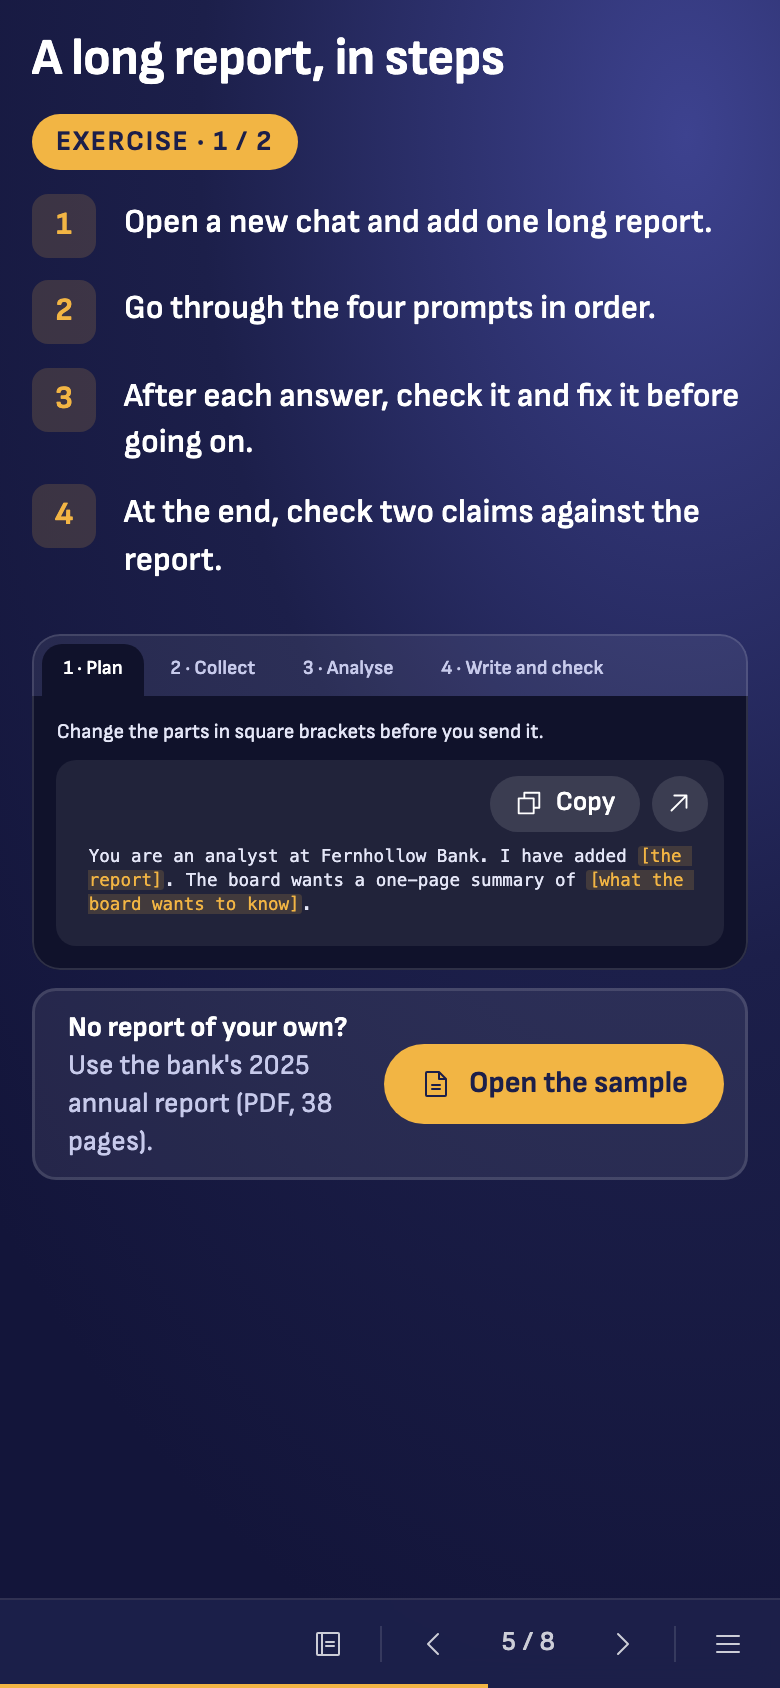 A long report, in steps
EXERCISE · 1 / 2
1
Open a new chat and add one long report.
2
Go through the four prompts in order.
3
After each answer, check it and fix it before
going on.
4
At the end, check two claims against the
report.
1 · Plan
2 · Collect
3 · Analyse
4 · Write and check
Change the parts in square brackets before you send it.
Copy
You are an analyst at Fernhollow Bank. I have added [the
report]. The board wants a one-page summary of [what the
board wants to know].
No report of your own?
Use the bank's 2025
annual report (PDF, 38
pages).
Open the sample
5 / 8